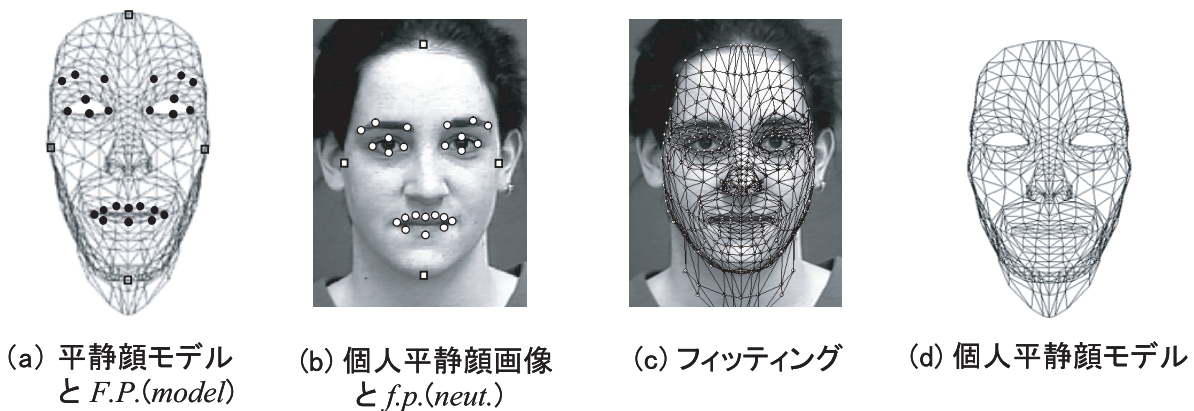 (a) 平静顔モデル
と F.P.(model)
(b) 個人平静顔画像
と f.p.(neut.)
(c) フィッティング
(d) 個人平静顔モデル